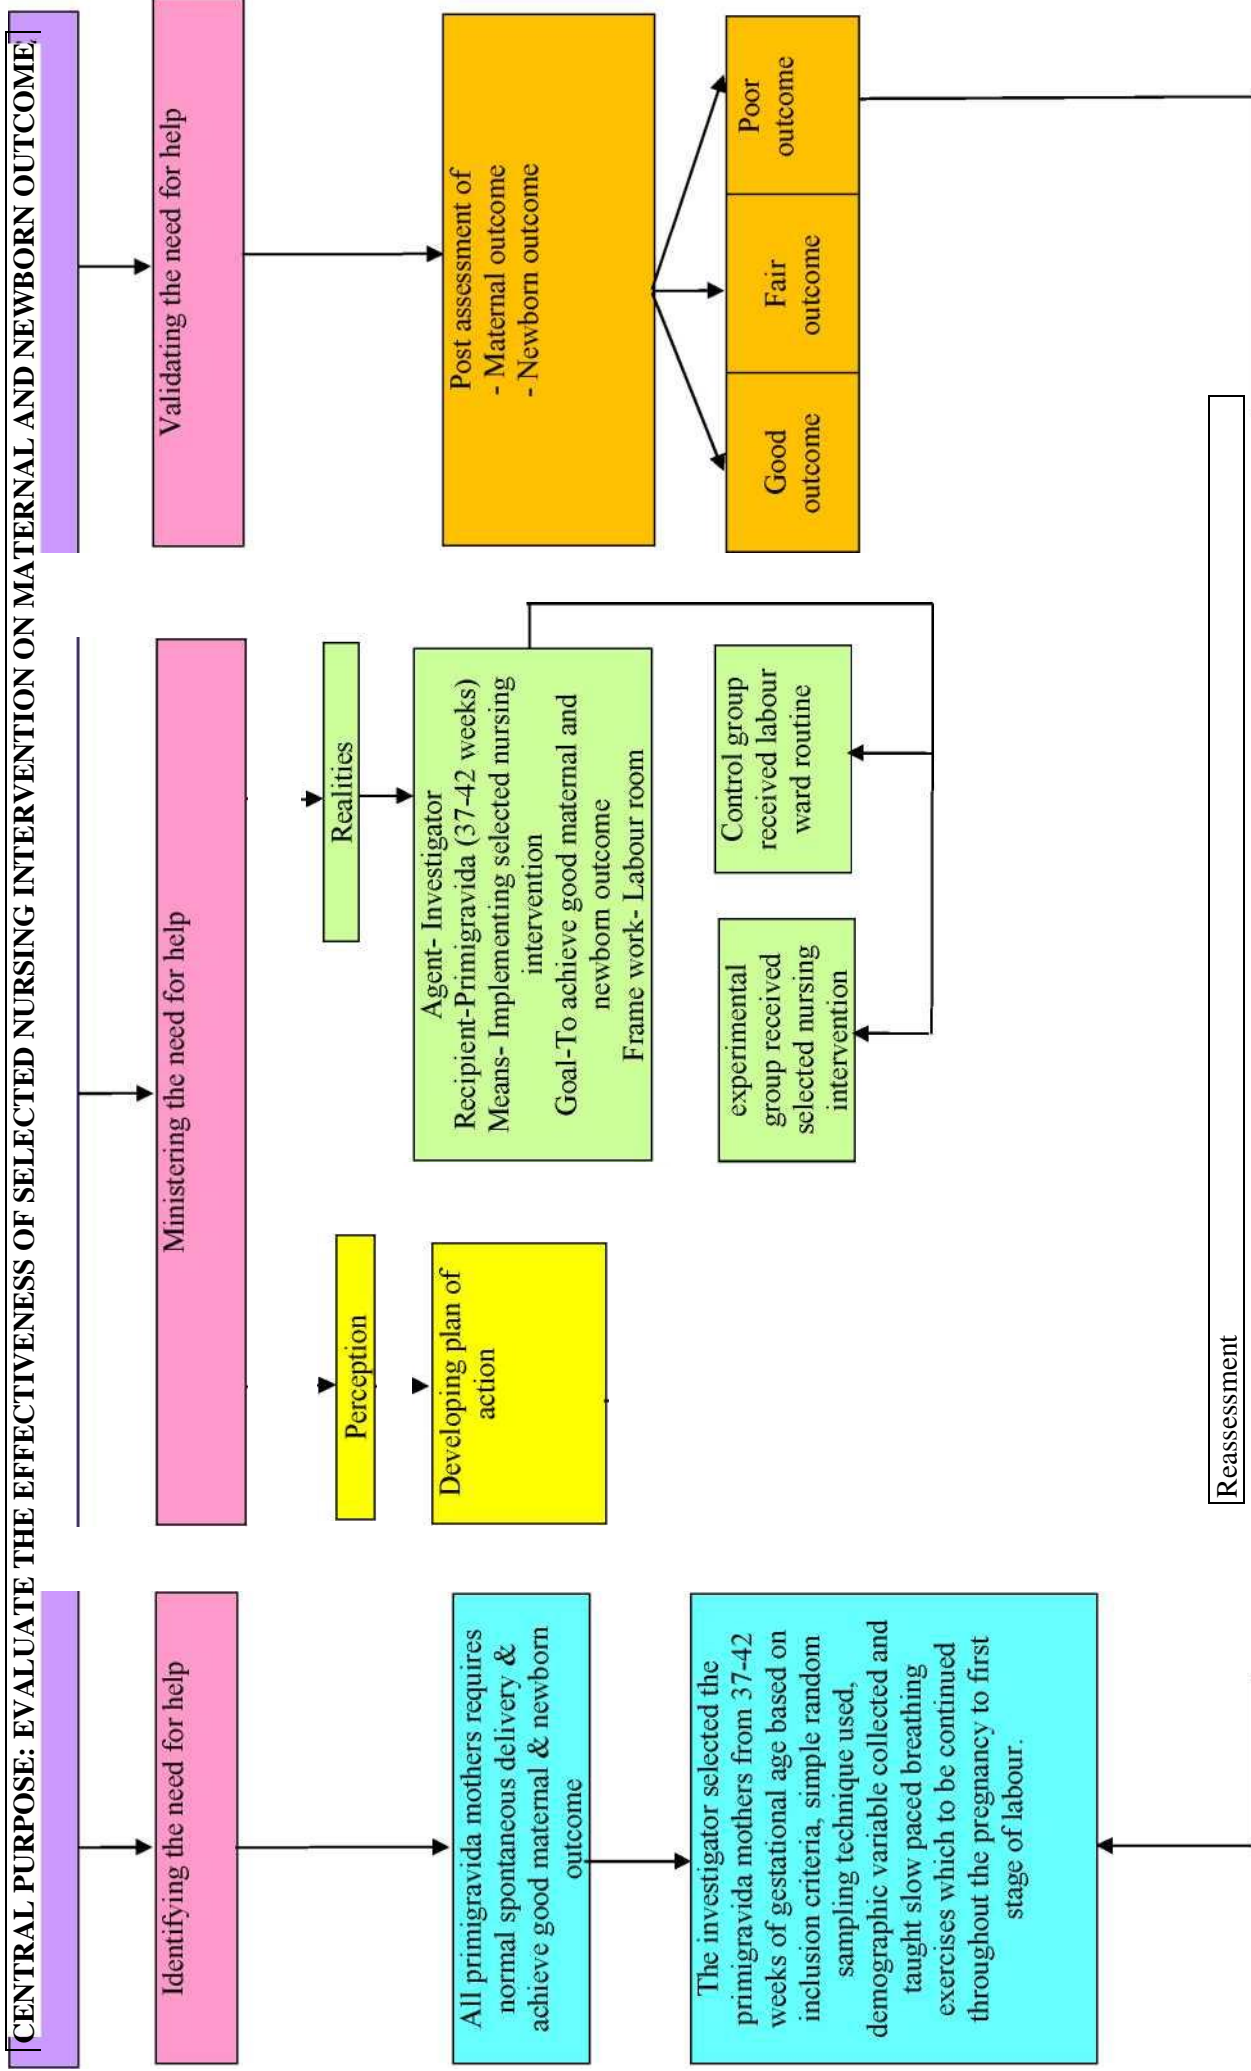 CENTRAL PURPOSE: EVALUATE THE EFFECTIVENESS OF SELECTED NURSING INTERVENTION ON MATERNAL AND NEWBORN OUTCOME
Identifying the need for help
All primigravida mothers requires
normal spontaneous delivery &
achieve good maternal & newborn
outcome
The investigator selected the
primigravida mothers from 37-42
weeks of gestational age based on
inclusion criteria, simple random
sampling technique used,
demographic variable collected and
taught slow paced breathing
exercises which to be continued
throughout the pregnancy to first
stage of labour.
Ministering the need for help
Perception
Developing plan of
action
Realities
Agent- Investigator
Recipient-Primigravida (37-42 weeks)
Means- Implementing selected nursing
intervention
Goal-To achieve good maternal and
newborn outcome
Frame work- Labour room
experimental
group received
selected nursing
intervention
Control group
received labour
ward routine
Validating the need for help
Post assessment of
- Maternal outcome
- Newborn outcome
Good
outcome
Fair
outcome
Poor
outcome
Reassessment